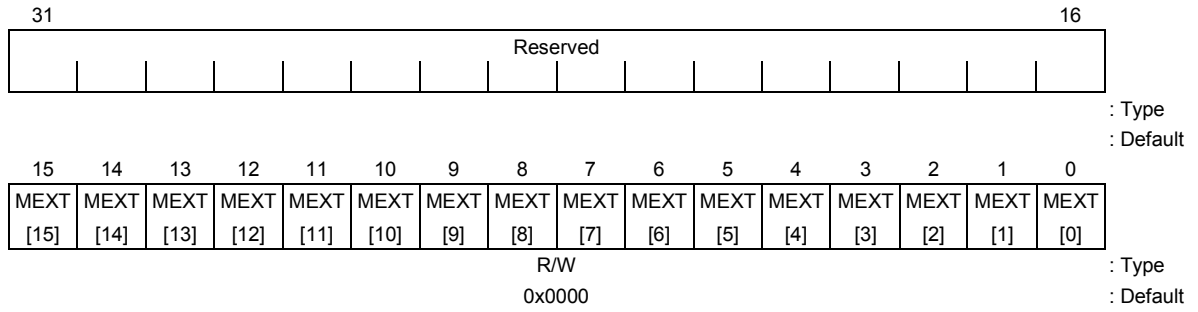 31 16
Reserved
: Type
: Default
15 14 13 12 11 10 9 8 7 6 5 4 3 2 1 0
MEXT MEXT MEXT MEXT MEXT MEXT MEXT MEXT MEXT MEXT MEXT MEXT MEXT MEXT MEXT MEXT
[15] [14] [13] [12] [11] [10] [9] [8] [7] [6] [5] [4] [3] [2] [1] [0]
R/W : Type
0x0000 : Default